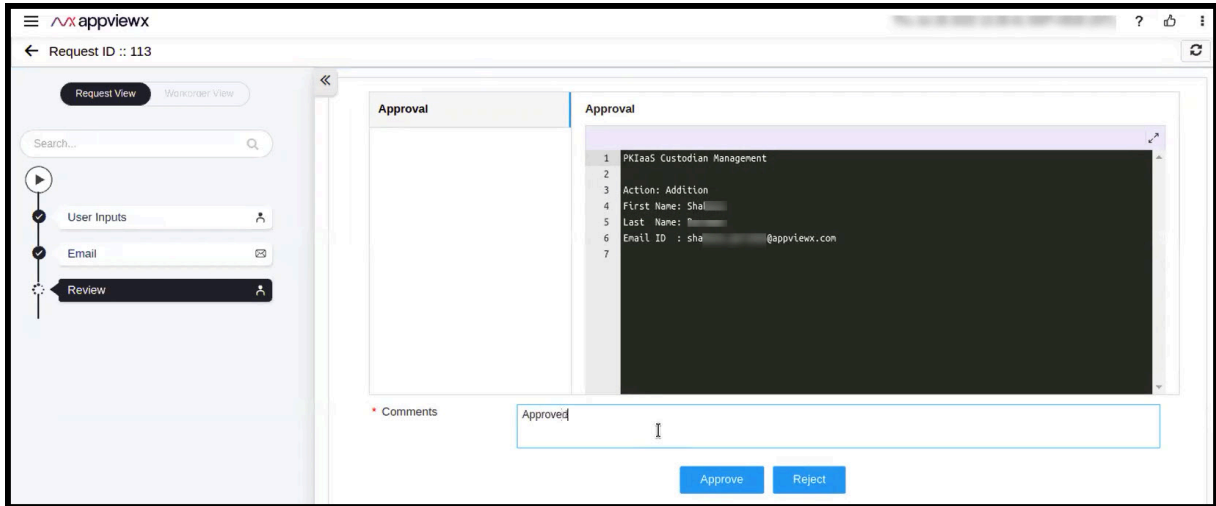 appviewx
?
Request ID :: 113
Request View
Workorder View
Search...
User Inputs
Email
Review
Approval
Approval
1 PKIaaS Custodian Management
2
3 Action: Addition
4 First Name: Sha
5 Last Name:
6 Email ID : sha @appviewx.com
7
* Comments
Approved
Approve
Reject